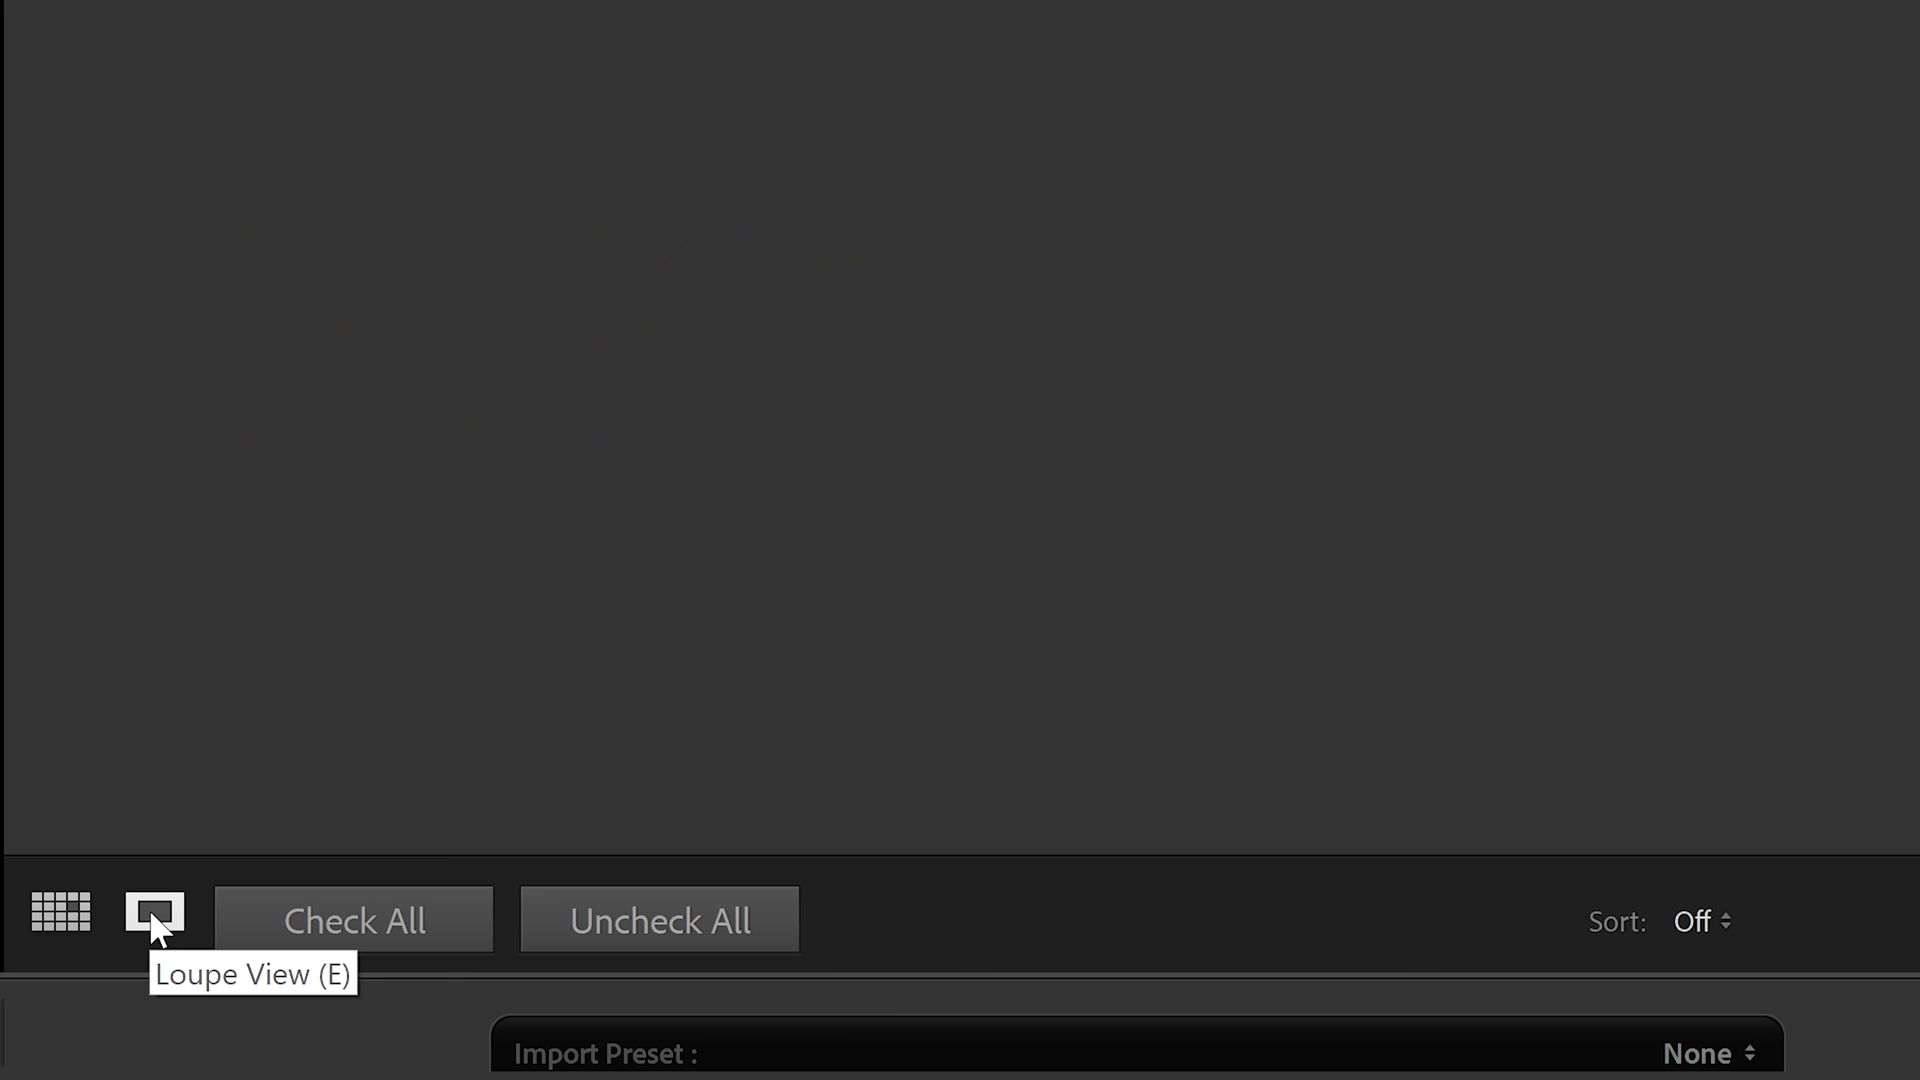 Check All
Uncheck All
Sort: Off
Loupe View (E)
Import Preset : None